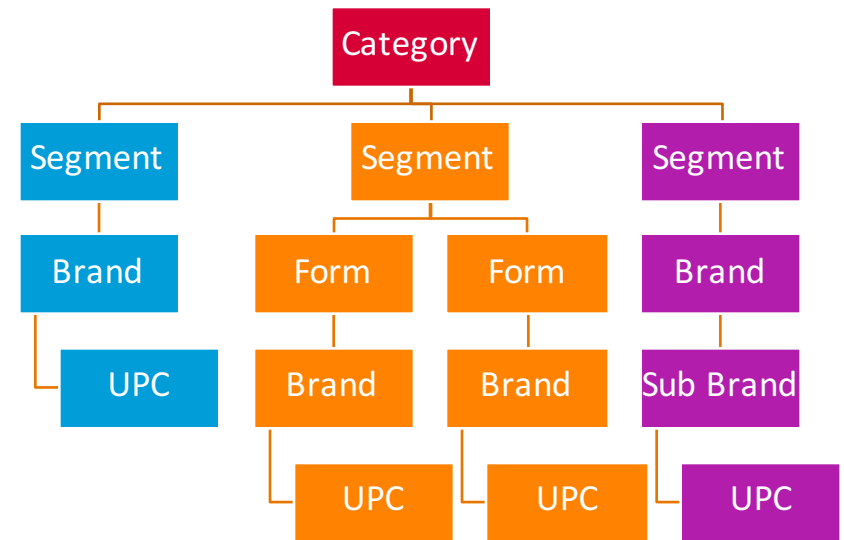 Category
Segment
Segment
Segment
Brand
Form
Form
Brand
UPC
Brand
Brand
Sub Brand
UPC
UPC
UPC